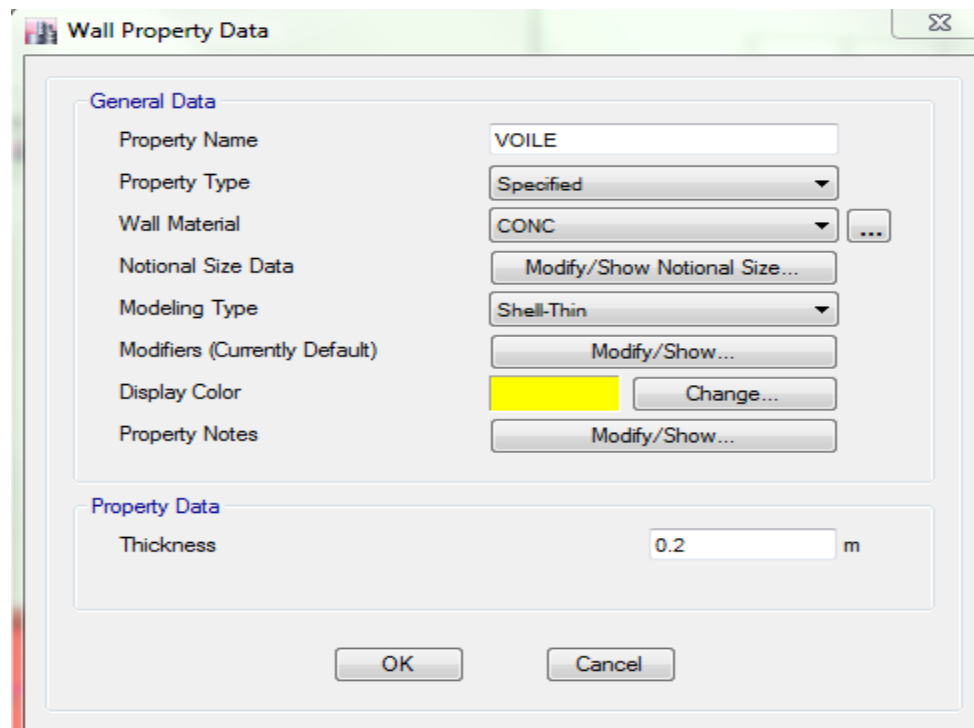 Wall Property Data
General Data
Property Name VOILE
Property Type Specified
Wall Material CONC ...
Notional Size Data Modify/Show Notional Size...
Modeling Type Shell-Thin
Modifiers (Currently Default) Modify/Show...
Display Color Change...
Property Notes Modify/Show...
Property Data
Thickness 0.2 m
OK Cancel